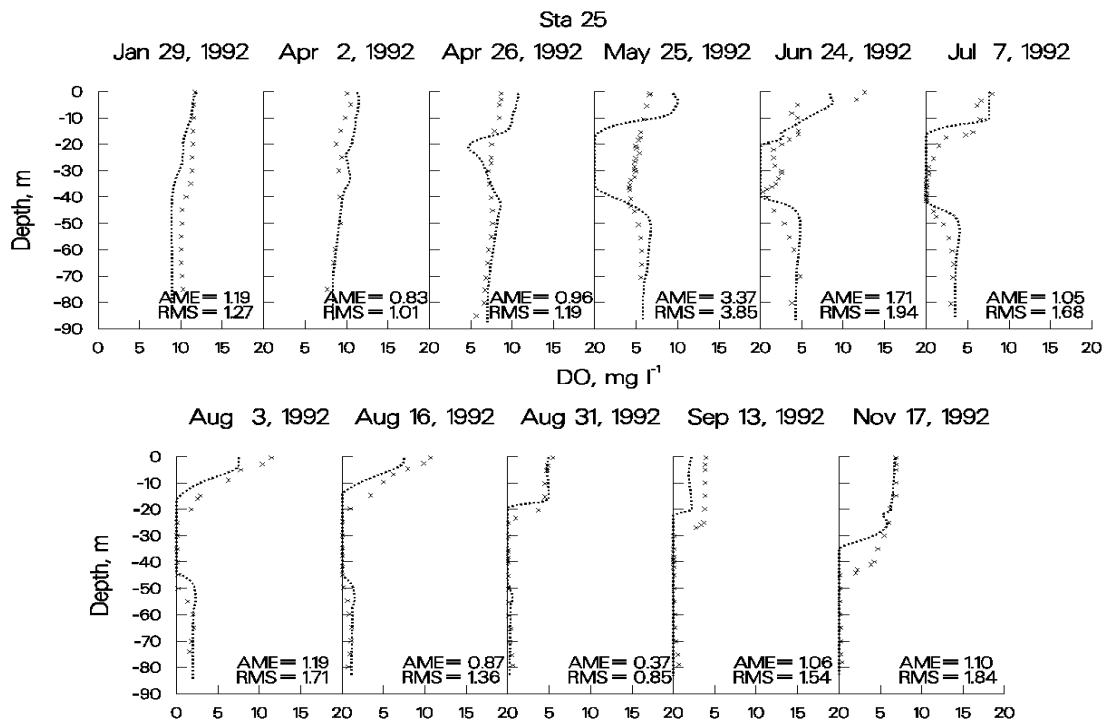 Sta 25
Jan 29, 1992 Apr 2, 1992 Apr 26, 1992 May 25, 1992 Jun 24, 1992 Jul 7, 1992
0
-10
-20
-30
-40
-50
-60
-70
-80
-90
Depth, m
AME= 1.19 AME= 0.83 AME= 0.96 AME= 3.37 AME= 1.71 AME= 1.05
RMS= 1.27 RMS= 1.01 RMS= 1.19 RMS= 3.85 RMS= 1.94 RMS= 1.68
0 5 10 15 20 5 10 15 20 5 10 15 20 5 10 15 20 5 10 15 20 5 10 15 20
DO, mg l⁻¹
Aug 3, 1992 Aug 16, 1992 Aug 31, 1992 Sep 13, 1992 Nov 17, 1992
0
-10
-20
-30
-40
-50
-60
-70
-80
-90
Depth, m
AME= 1.19 AME= 0.87 AME= 0.37 AME= 1.06 AME= 1.10
RMS= 1.71 RMS= 1.36 RMS= 0.85 RMS= 1.54 RMS= 1.84
0 5 10 15 20 5 10 15 20 5 10 15 20 5 10 15 20 5 10 15 20